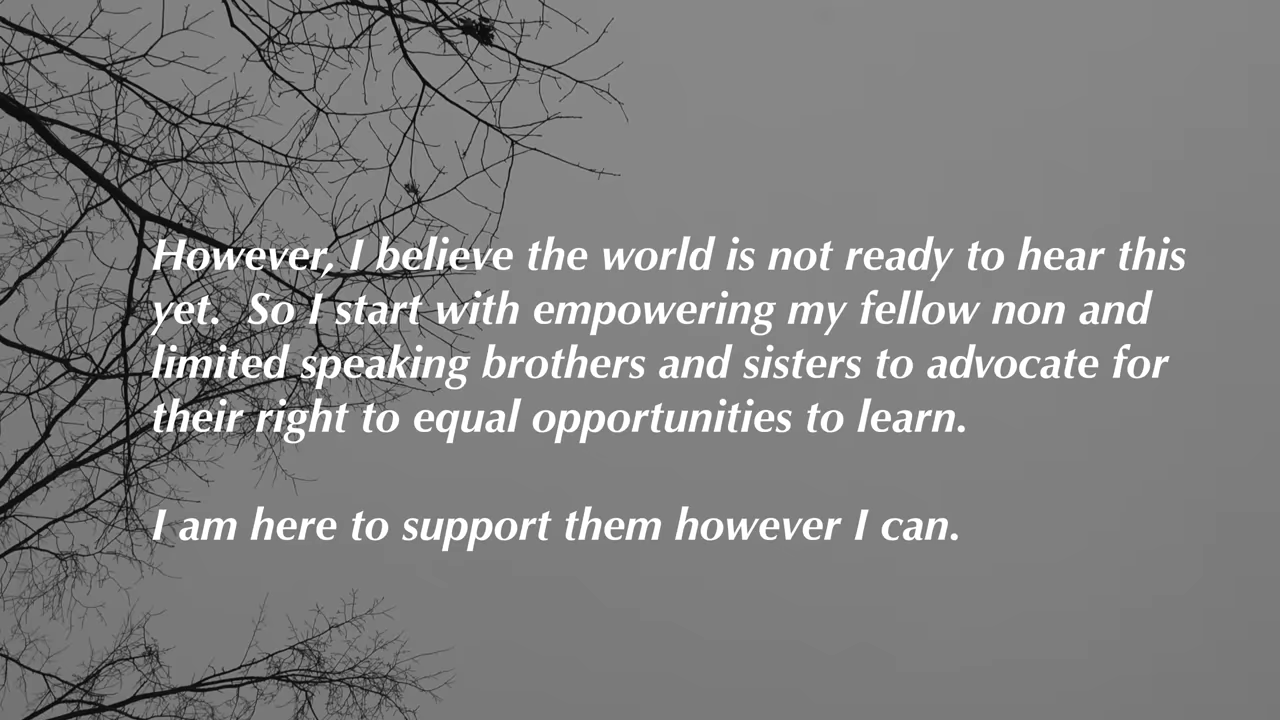 However, I believe the world is not ready to hear this
yet.  So I start with empowering my fellow non and
limited speaking brothers and sisters to advocate for
their right to equal opportunities to learn.
I am here to support them however I can.